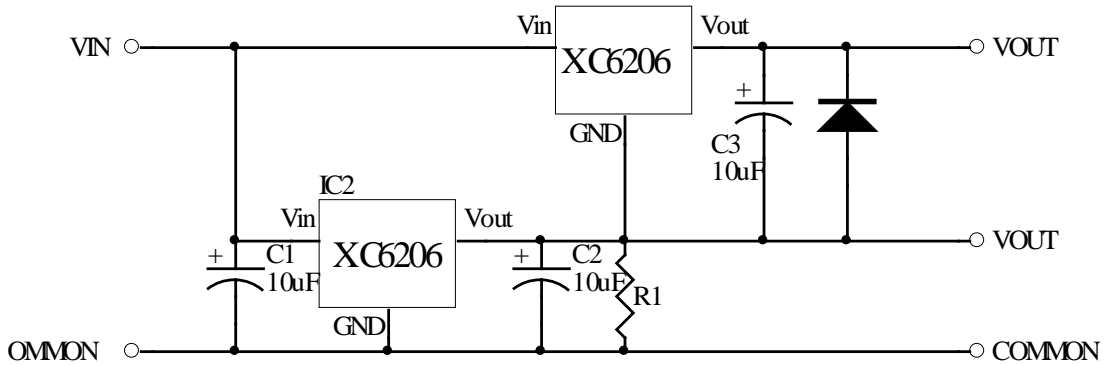 Vin
Vout
VIN
XC6206
VOUT
+
GND
C3
10uF
IC2
Vin
Vout
VOUT
XC6206
+
C1
10uF
+
C2
10uF
R1
GND
OMMON
COMMON